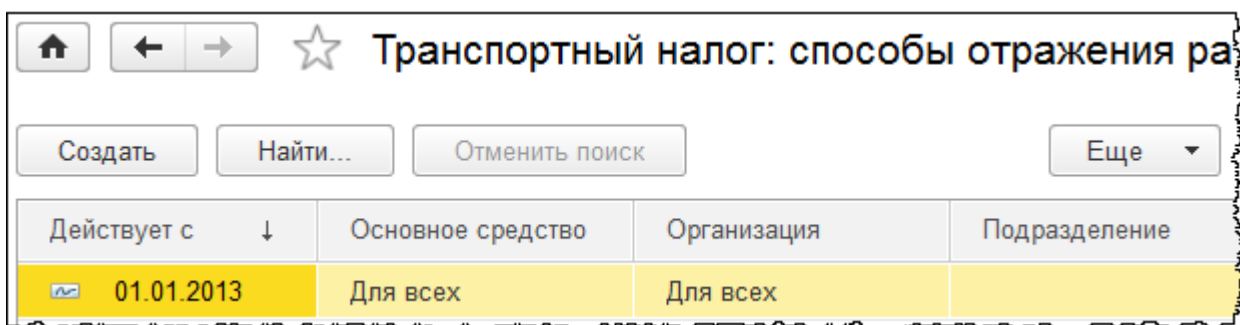 Транспортный налог: способы отражения ра
Создать Найти... Отменить поиск Еще
Действует с ↓ Основное средство Организация Подразделение
01.01.2013 Для всех Для всех